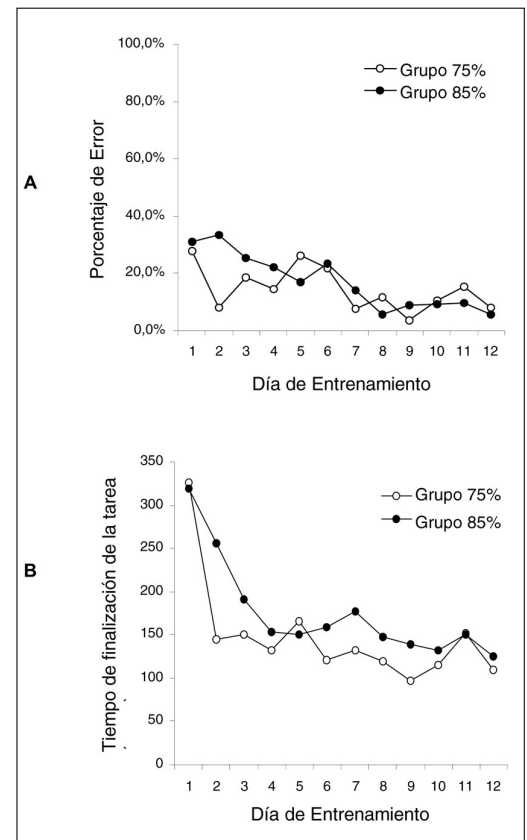 A
Porcentaje de Error
100,0%
80,0%
60,0%
40,0%
20,0%
0,0%
Grupo 75%
Grupo 85%
1 2 3 4 5 6 7 8 9 10 11 12
Día de Entrenamiento
B
Tiempo de finalización de la tarea
350
300
250
200
150
100
50
0
Grupo 75%
Grupo 85%
1 2 3 4 5 6 7 8 9 10 11 12
Día de Entrenamiento